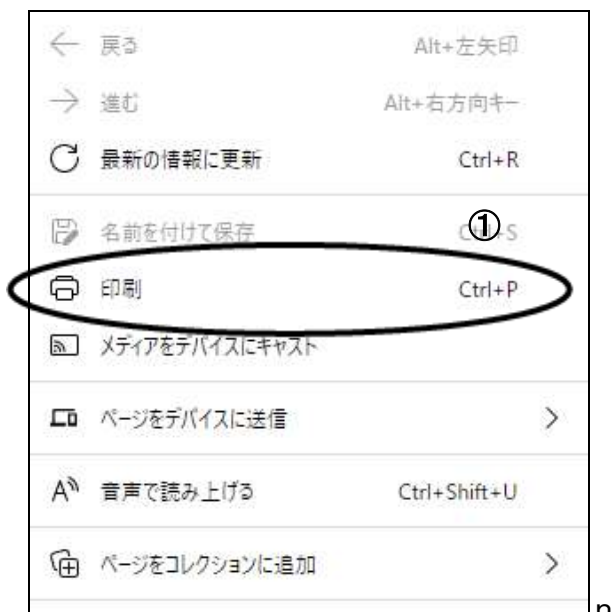 戻る Alt+左矢印
進む Alt+右方向キー
最新の情報に更新 Ctrl+R
①
名前を付けて保存 Ctrl+S
印刷 Ctrl+P
メディアをデバイスにキャスト
ページをデバイスに送信
音声で読み上げる Ctrl+Shift+U
ページをコレクションに追加